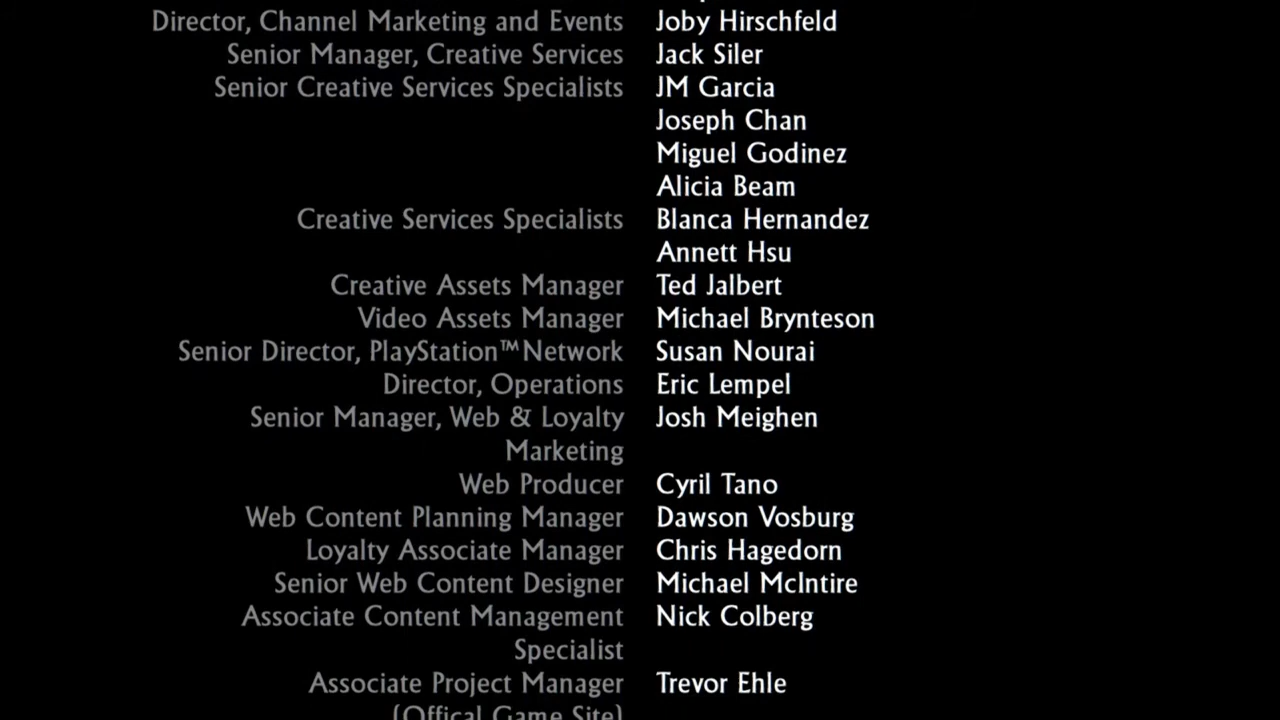 Director, Channel Marketing and Events Joby Hirschfeld
Senior Manager, Creative Services Jack Siler
Senior Creative Services Specialists JM Garcia
Joseph Chan
Miguel Godinez
Alicia Beam
Creative Services Specialists Blanca Hernandez
Annett Hsu
Creative Assets Manager Ted Jalbert
Video Assets Manager Michael Brynteson
Senior Director, PlayStation™Network Susan Nourai
Director, Operations Eric Lempel
Senior Manager, Web & Loyalty Josh Meighen
Marketing
Web Producer Cyril Tano
Web Content Planning Manager Dawson Vosburg
Loyalty Associate Manager Chris Hagedorn
Senior Web Content Designer Michael McIntire
Associate Content Management Nick Colberg
Specialist
Associate Project Manager Trevor Ehle
(Offical Game Site)